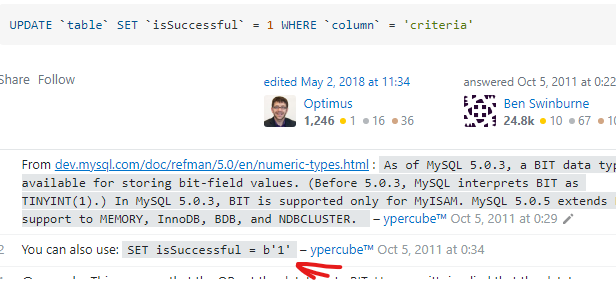 UPDATE `table` SET `isSuccessful` = 1 WHERE `column` = 'criteria'
Share Follow
edited May 2, 2018 at 11:34
Optimus
1,246 1 16 36
answered Oct 5, 2011 at 0:22
Ben Swinburne
24.8k 10 67
From dev.mysql.com/doc/refman/5.0/en/numeric-types.html : As of MySQL 5.0.3, a BIT data typ
available for storing bit-field values. (Before 5.0.3, MySQL interprets BIT as
TINYINT(1).) In MySQL 5.0.3, BIT is supported only for MyISAM. MySQL 5.0.5 extends
support to MEMORY, InnoDB, BDB, and NDBCLUSTER. – ypercube™ Oct 5, 2011 at 0:29
2 You can also use: SET isSuccessful = b'1' – ypercube™ Oct 5, 2011 at 0:34